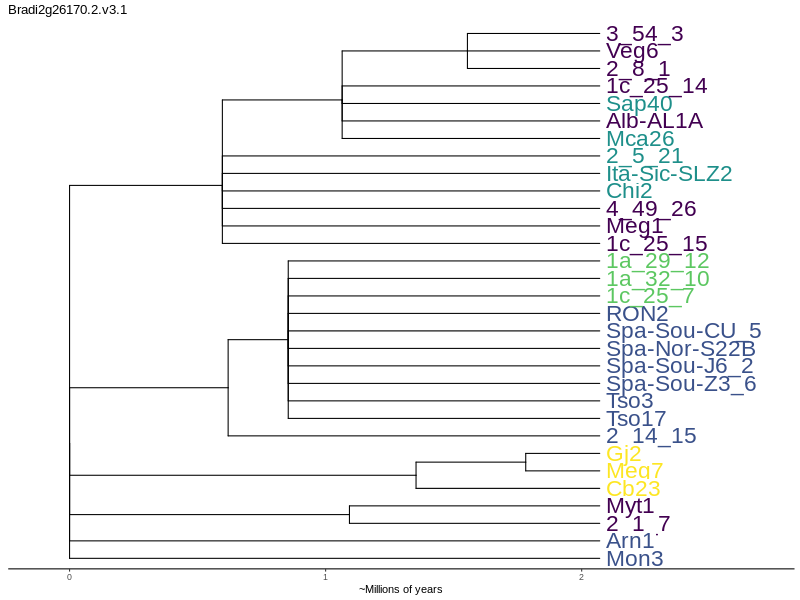 Bradi2g26170.2.v3.1
3_54_3
Veg6
2_8_1
1c_25_14
Sap40
Alb-AL1A
Mca26
2_5_21
Ita-Sic-SLZ2
Chi2
4_49_26
Meg1
1c_25_15
1a_29_12
1a_32_10
1c_25_7
RON2
Spa-Sou-CU_5
Spa-Nor-S22B
Spa-Sou-J6_2
Spa-Sou-Z3_6
Tso3
Tso17
2_14_15
Gj2
Meq7
Cb23
Myt1
2_1_7
Arn1
Mon3
0 1 2
~Millions of years